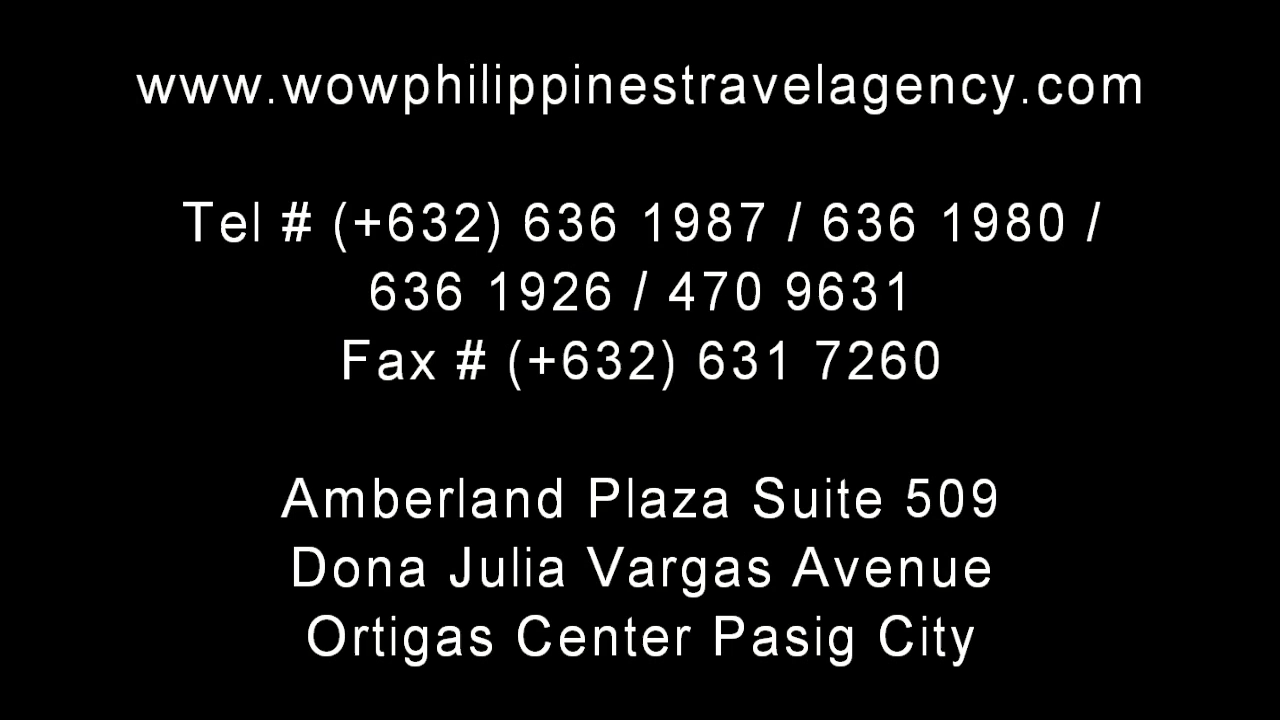 www.wowphilippinestravelagency.com
Tel # (+632) 636 1987 / 636 1980 /
636 1926 / 470 9631
Fax # (+632) 631 7260
Amberland Plaza Suite 509
Dona Julia Vargas Avenue
Ortigas Center Pasig City